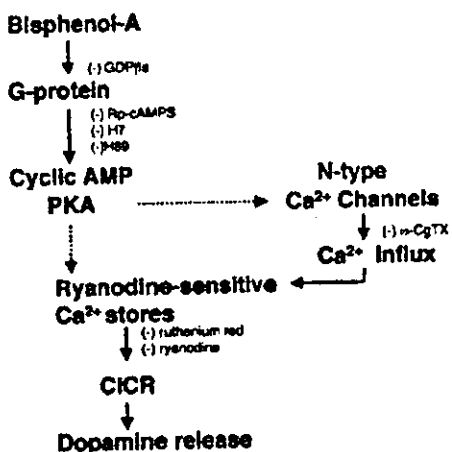 Bisphenol-A
(-) GDPβs
G-protein
(-) Rp-cAMPS
(-) H7
(-)H89
Cyclic AMP
PKA
N-type
Ca²⁺ Channels
(-) ω-CgTX
Ca²⁺ Influx
Ryanodine-sensitive
Ca²⁺ stores
(-) ruthenium red
(-) ryanodine
CICR
Dopamine release